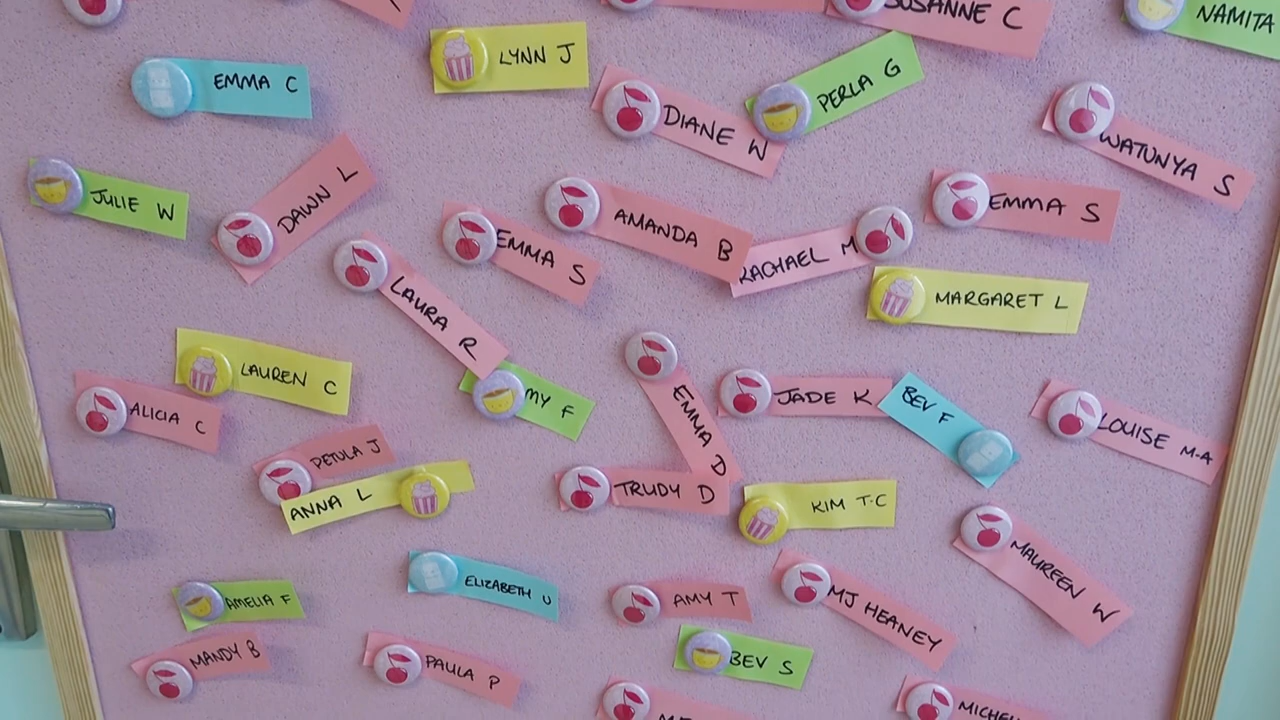 SUSANNE C
NAMITA
LYNN J
EMMA C
PERLA G
DIANE W
WATUNYA S
JULIE W
DAWN L
EMMA S
AMANDA B
RACHAEL M
EMMA S
MARGARET L
LAURA R
LAUREN C
ALICIA C
MY F
EMMA D
JADE K
BEV F
LOUISE M-A
PETULA J
ANNA L
TRUDY D
KIM T-C
MAUREEN W
ELIZABETH U
AMELIA F
AMY T
MJ HEANEY
MANDY B
PAULA P
BEV S